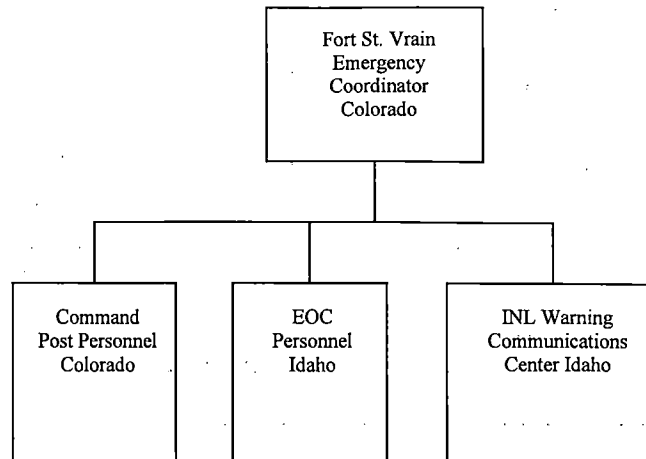 Fort St. Vrain
Emergency
Coordinator
Colorado
Command
Post Personnel
Colorado
EOC
Personnel
Idaho
INL Warning
Communications
Center Idaho